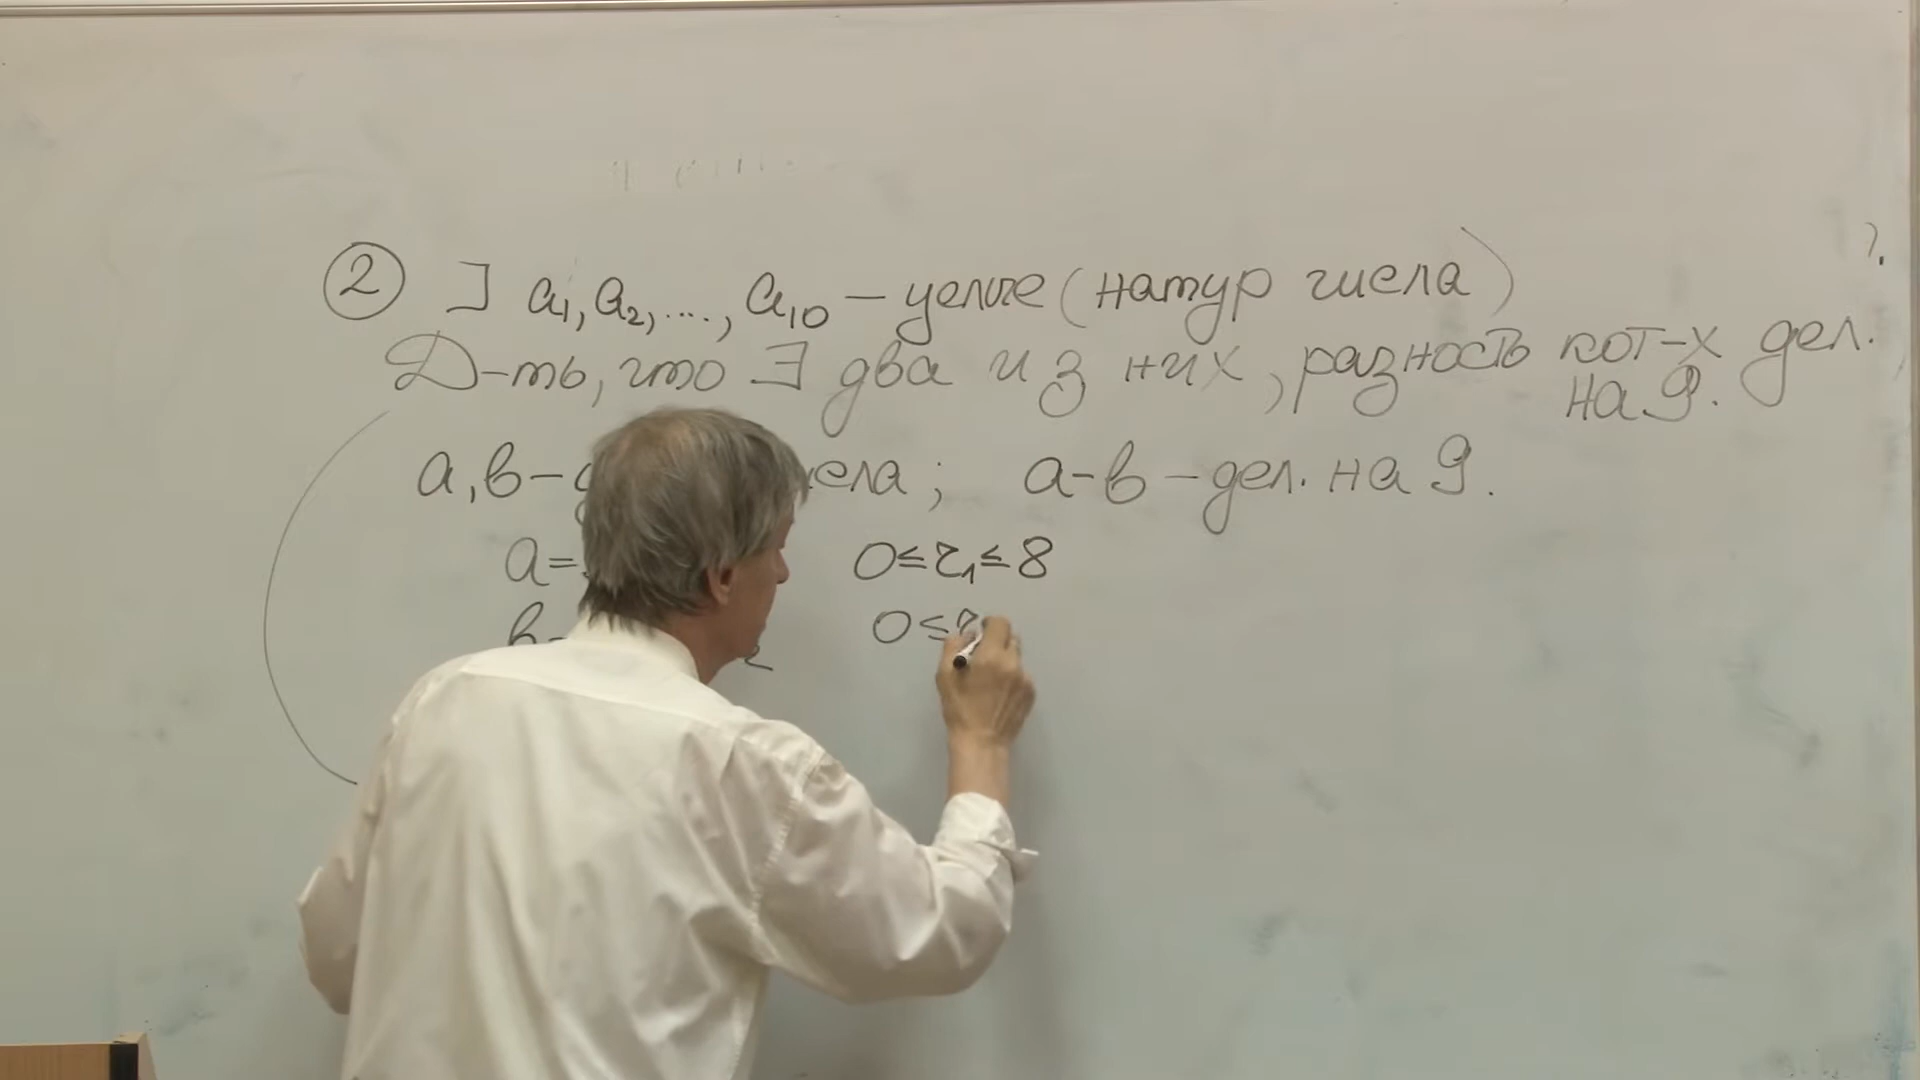 ② ∃ a₁, a₂, ...., a₁₀ – целые (натур числа)
Д-ть, что ∃ два из них, разность кот-х дел.
на 9.
a, b – ; a-b – дел. на 9.
a=
0≤r₁≤8
b
0≤